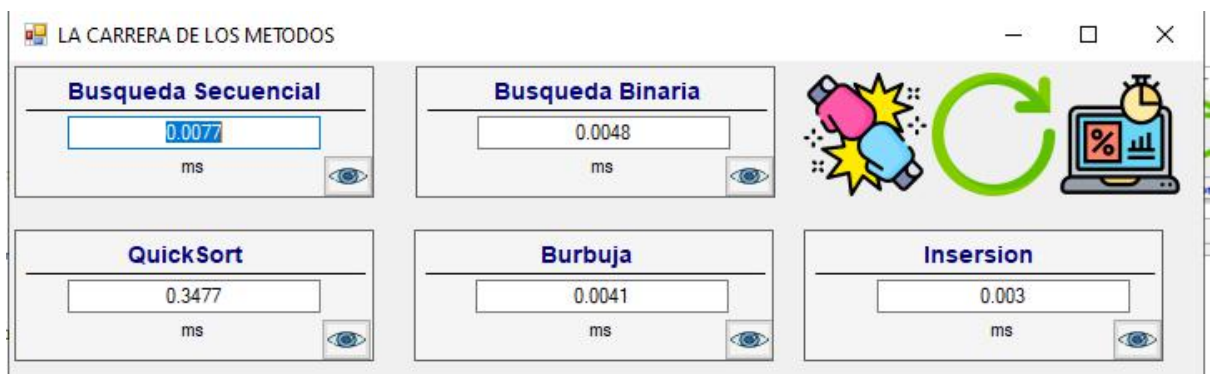 LA CARRERA DE LOS METODOS
Busqueda Secuencial
0.0077
ms
Busqueda Binaria
0.0048
ms
%
QuickSort
0.3477
ms
Burbuja
0.0041
ms
Insersion
0.003
ms